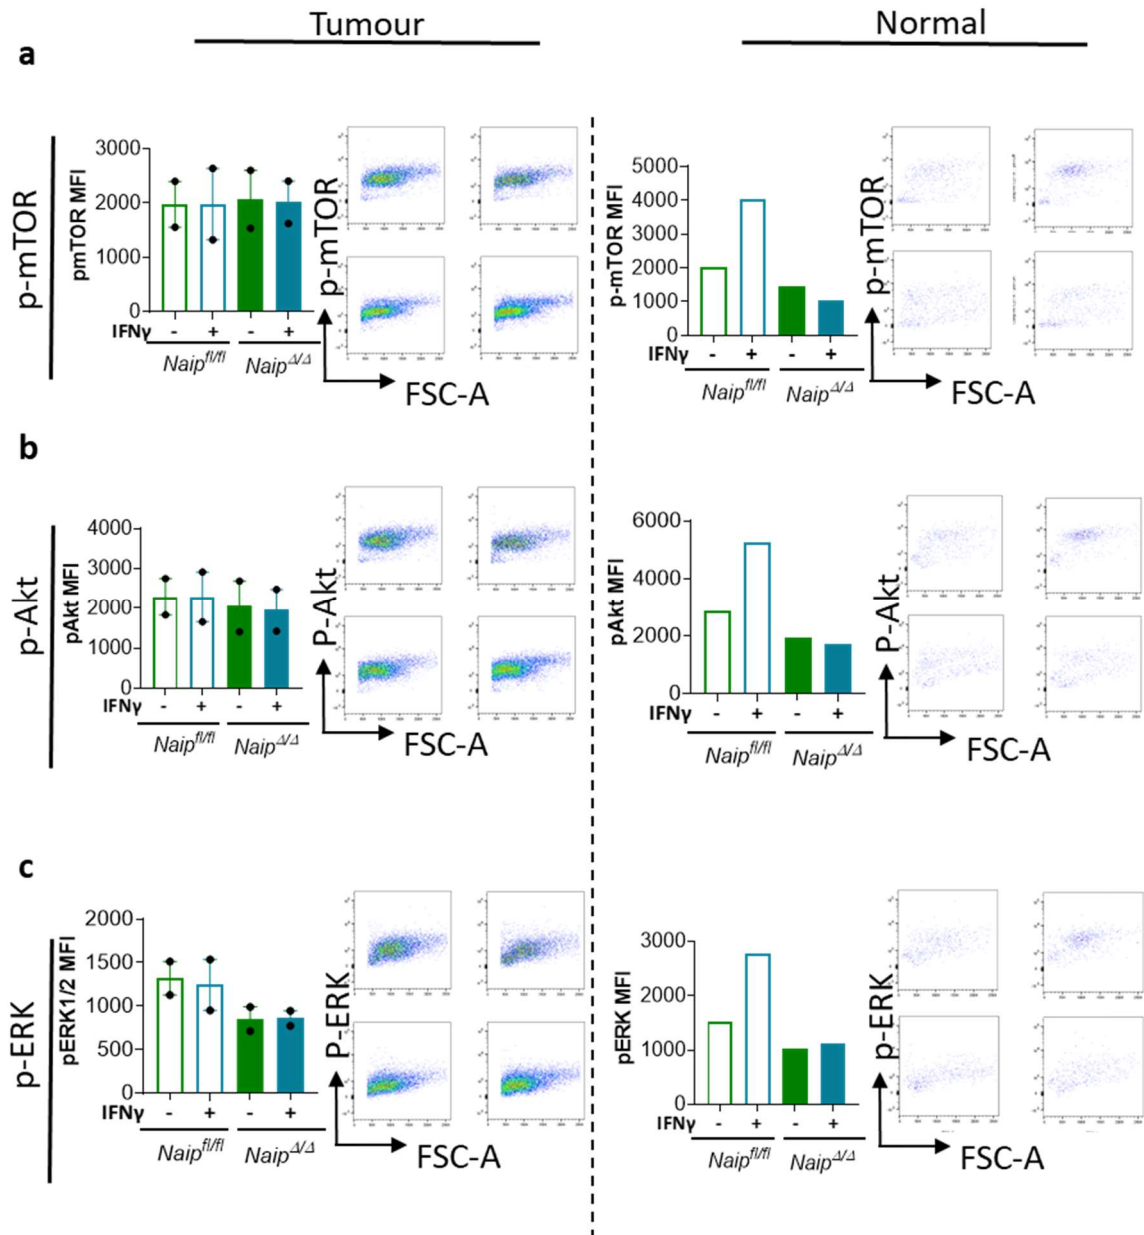 Tumour
Normal
a
p-mTOR
pmTOR MFI
3000
2000
1000
0
IFNγ - + - +
Naip^fl/fl Naip^Δ/Δ
p-mTOR
FSC-A
p-mTOR MFI
5000
4000
3000
2000
1000
0
IFNγ - + - +
Naip^fl/fl Naip^Δ/Δ
p-mTOR
FSC-A
b
p-Akt
pAkt MFI
4000
3000
2000
1000
0
IFNγ - + - +
Naip^fl/fl Naip^Δ/Δ
P-Akt
FSC-A
pAkt MFI
6000
4000
2000
0
IFNγ - + - +
Naip^fl/fl Naip^Δ/Δ
P-Akt
FSC-A
c
p-ERK
pERK1/2 MFI
2000
1500
1000
500
0
IFNγ - + - +
Naip^fl/fl Naip^Δ/Δ
P-ERK
FSC-A
pERK MFI
3000
2000
1000
0
IFNγ - + - +
Naip^fl/fl Naip^Δ/Δ
p-ERK
FSC-A